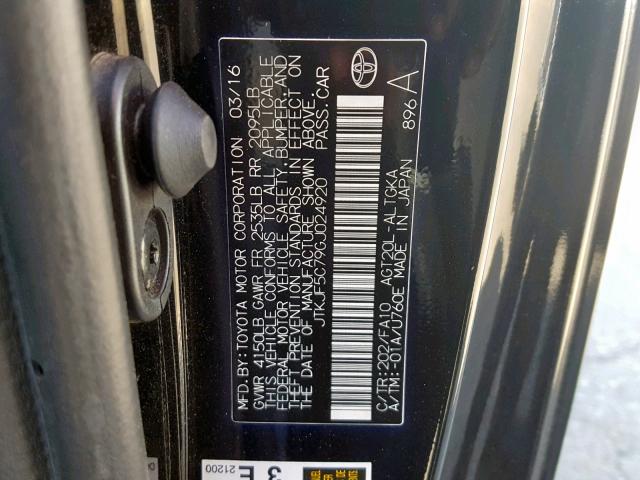 MFD.BY:TOYOTA MOTOR CORPORATION 03/16
GVWR 4150LB GAWR FR 2535LB RR 2095LB
THIS VEHICLE CONFORMS TO ALL APPLICABLE
FEDERAL MOTOR VEHICLE SAFETY, BUMPER, AND
THEFT PREVENTION STANDARDS IN EFFECT ON
THE DATE OF MANUFACTURE SHOWN ABOVE.
JTKJF5C79GJ024920 PASS.CAR
C/TR:202/FA10 AGT20L-ALTGKA
A/TM:-01A/U760E MADE IN JAPAN
896 A
21200